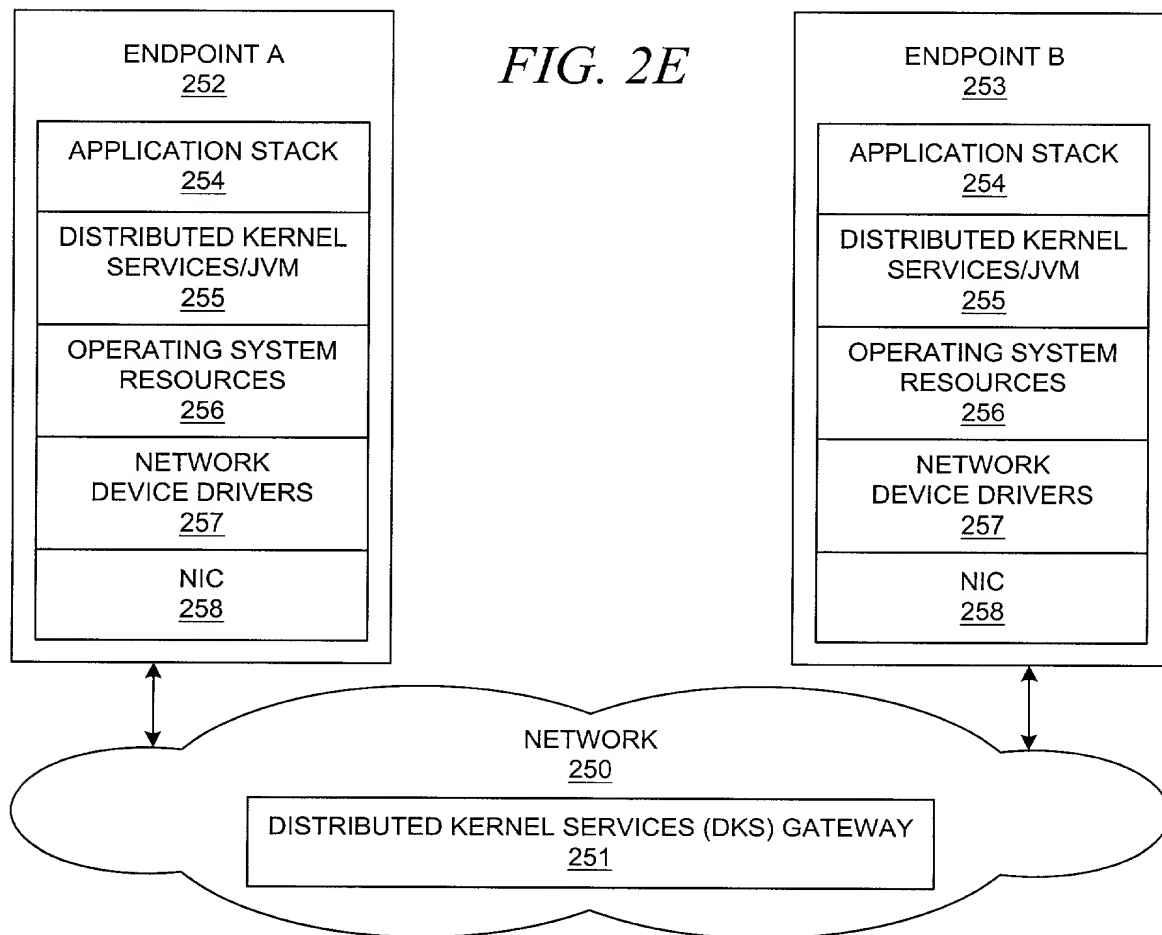 FIG. 2E
ENDPOINT A
252
APPLICATION STACK
254
DISTRIBUTED KERNEL
SERVICES/JVM
255
OPERATING SYSTEM
RESOURCES
256
NETWORK
DEVICE DRIVERS
257
NIC
258
ENDPOINT B
253
APPLICATION STACK
254
DISTRIBUTED KERNEL
SERVICES/JVM
255
OPERATING SYSTEM
RESOURCES
256
NETWORK
DEVICE DRIVERS
257
NIC
258
NETWORK
250
DISTRIBUTED KERNEL SERVICES (DKS) GATEWAY
251